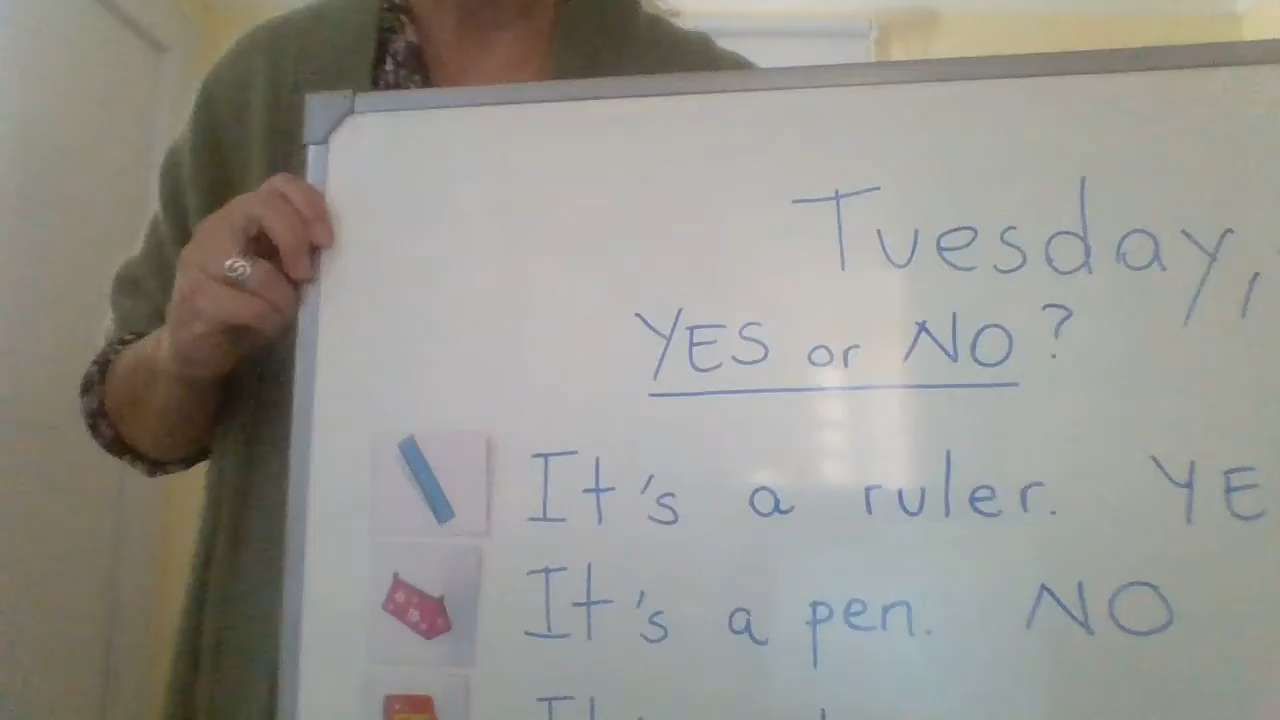 Tuesday,
YES or NO?
It's a ruler. YE
It's a pen. NO